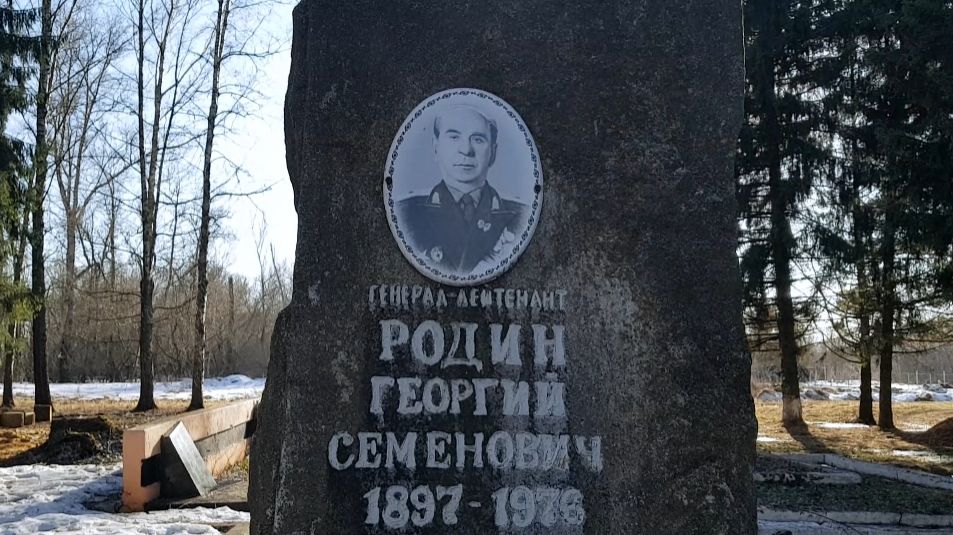 ГЕНЕРАЛ-ЛЕЙТЕНАНТ
РОДИН
ГЕОРГИЙ
СЕМЕНОВИЧ
1897-1976